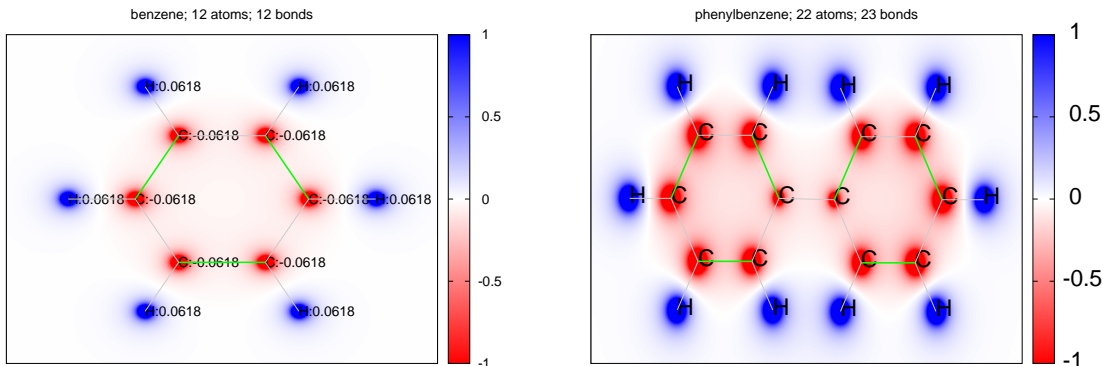 benzene; 12 atoms; 12 bonds
H:0.0618 H:0.0618
C:-0.0618 C:-0.0618
H:0.0618 C:-0.0618 C:-0.0618 H:0.0618
C:-0.0618 C:-0.0618
H:0.0618 H:0.0618
1
0.5
0
-0.5
-1
phenylbenzene; 22 atoms; 23 bonds
H H H H
C C C C
H C C C C H
C C C C
H H H H
1
0.5
0
-0.5
-1